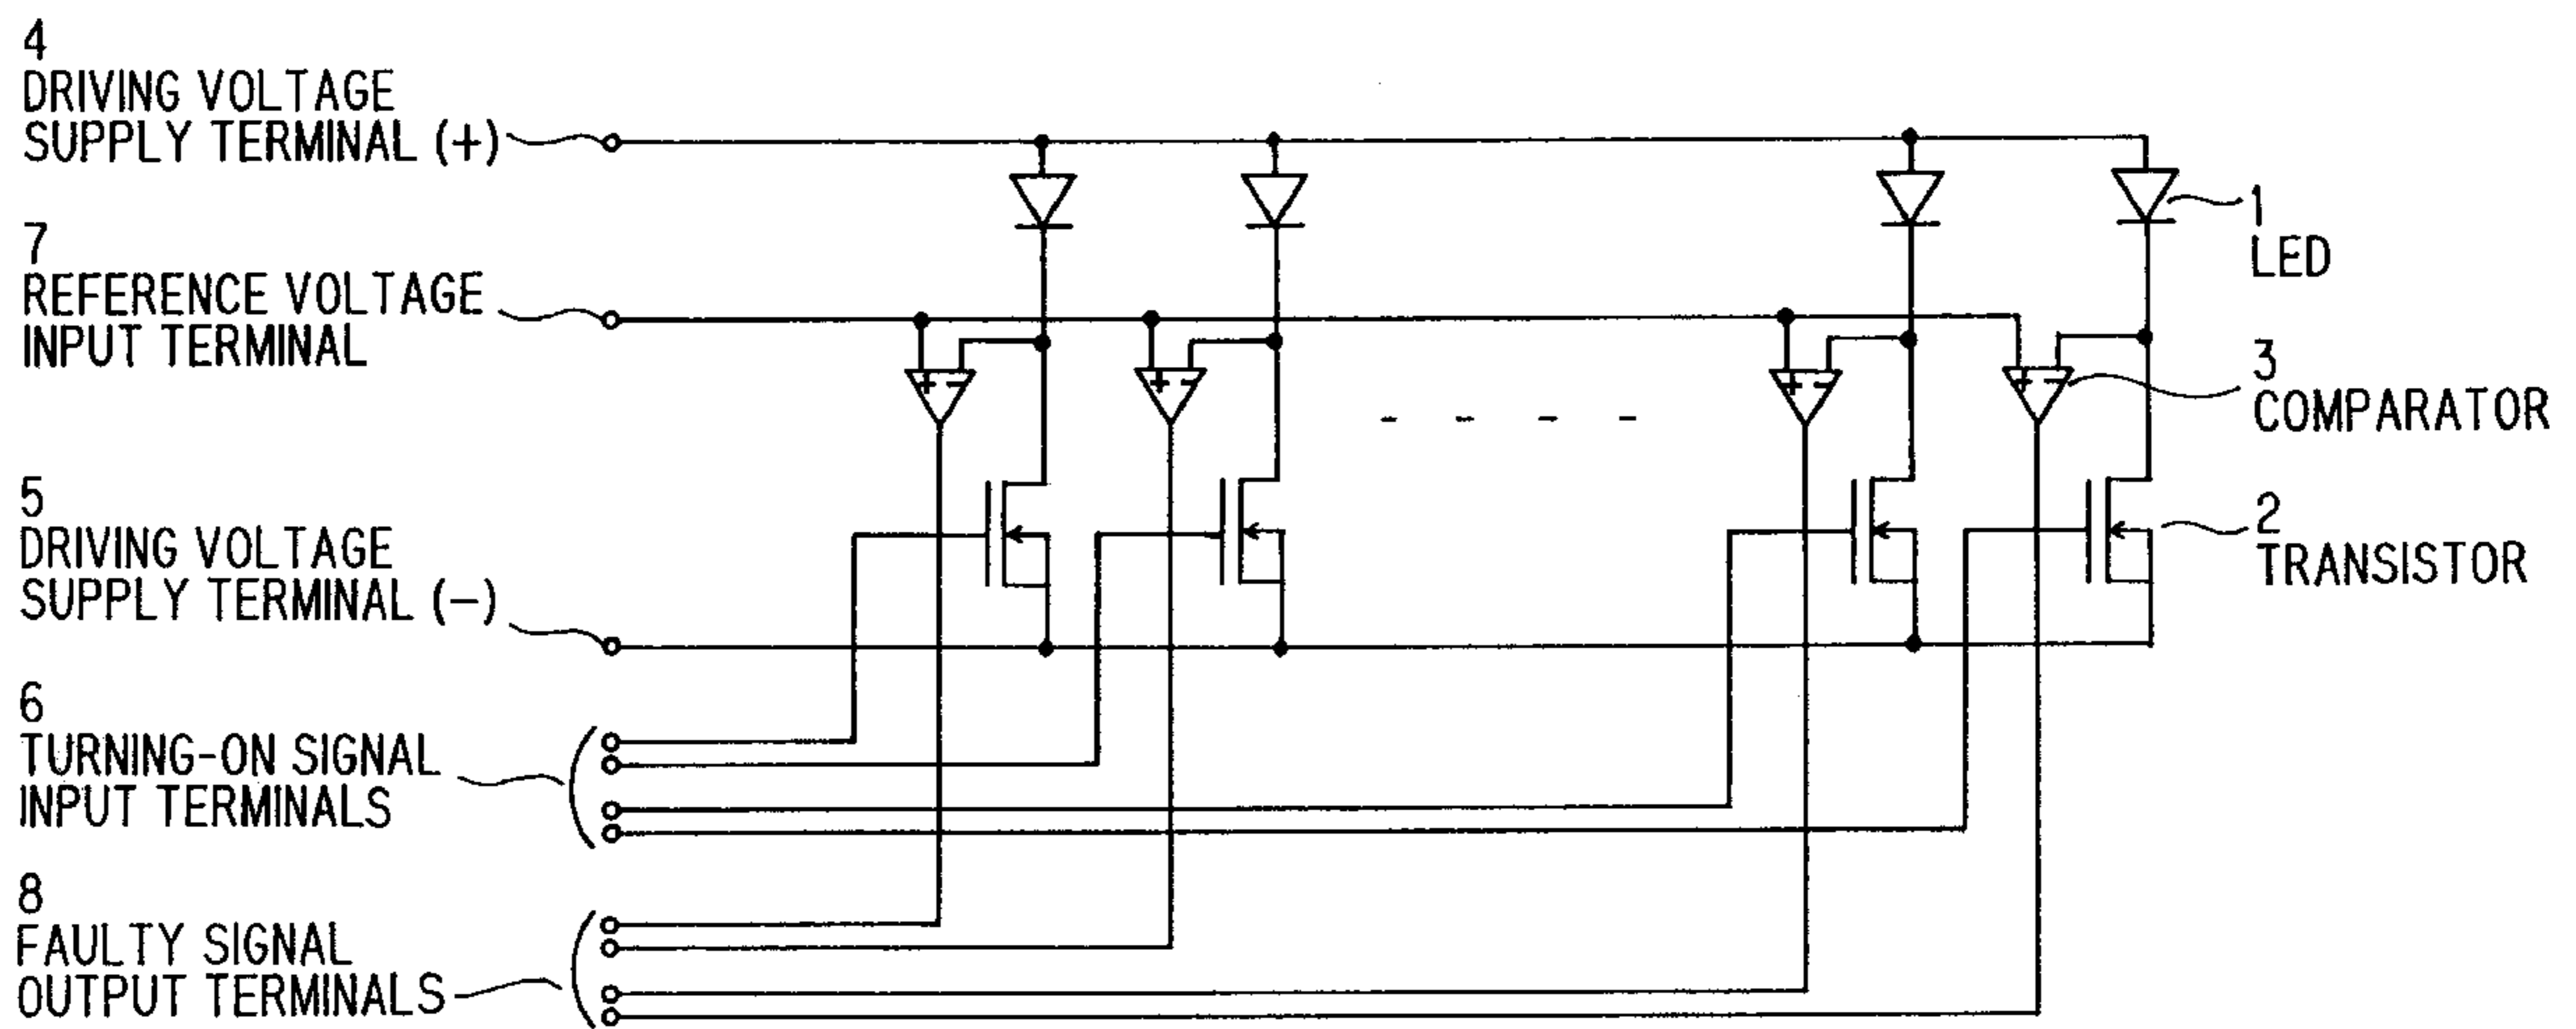 4
DRIVING VOLTAGE
SUPPLY TERMINAL (+)
7
REFERENCE VOLTAGE
INPUT TERMINAL
5
DRIVING VOLTAGE
SUPPLY TERMINAL (-)
6
TURNING-ON SIGNAL
INPUT TERMINALS
8
FAULTY SIGNAL
OUTPUT TERMINALS
1
LED
3
COMPARATOR
2
TRANSISTOR
+ -
+ -
+ -
+ -